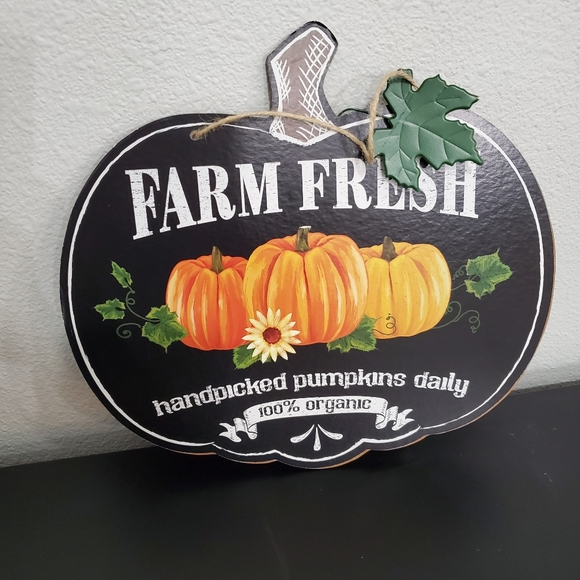 FARM FRESH
handpicked pumpkins daily
100% organic